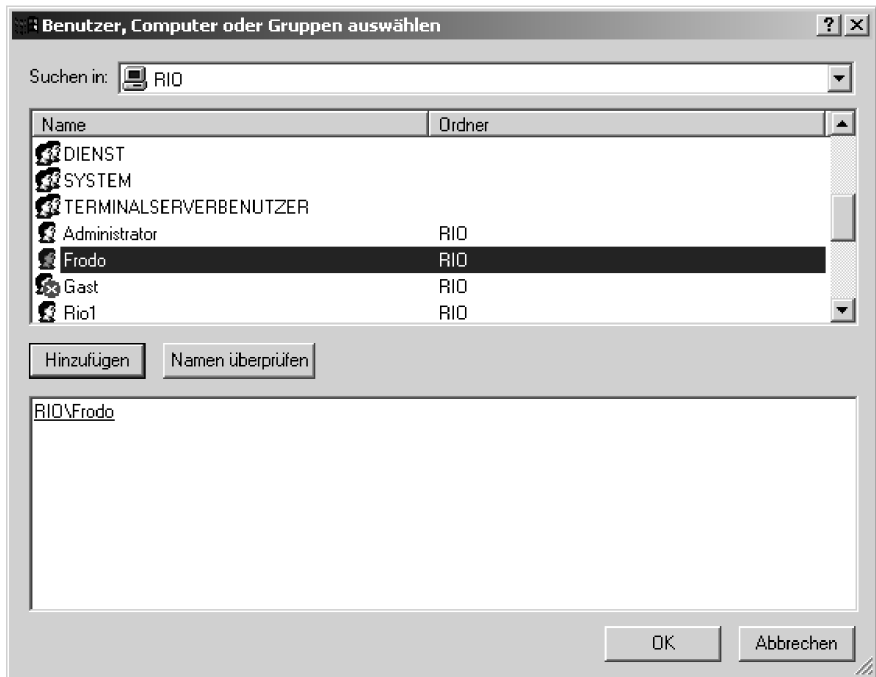 Benutzer, Computer oder Gruppen auswählen
Suchen in: RIO
Name Ordner
DIENST
SYSTEM
TERMINALSERVERBENUTZER
Administrator RIO
Frodo RIO
Gast RIO
Rio1 RIO
Hinzufügen Namen überprüfen
RIO\Frodo
OK Abbrechen